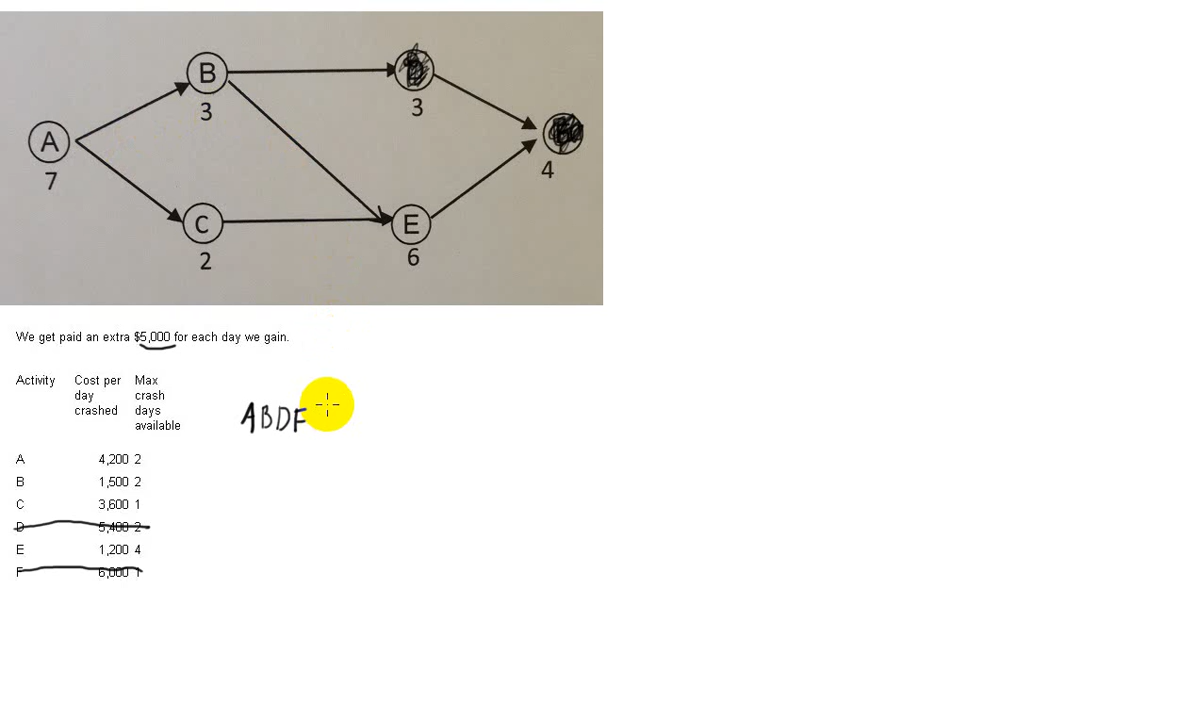 B
3
3
A
7
4
C
2
E
6
We get paid an extra $5,000 for each day we gain.
Activity Cost per day crashed Max crash days available
ABDF
A 4,200 2
B 1,500 2
C 3,600 1
D 5,400 2
E 1,200 4
F 6,000 1